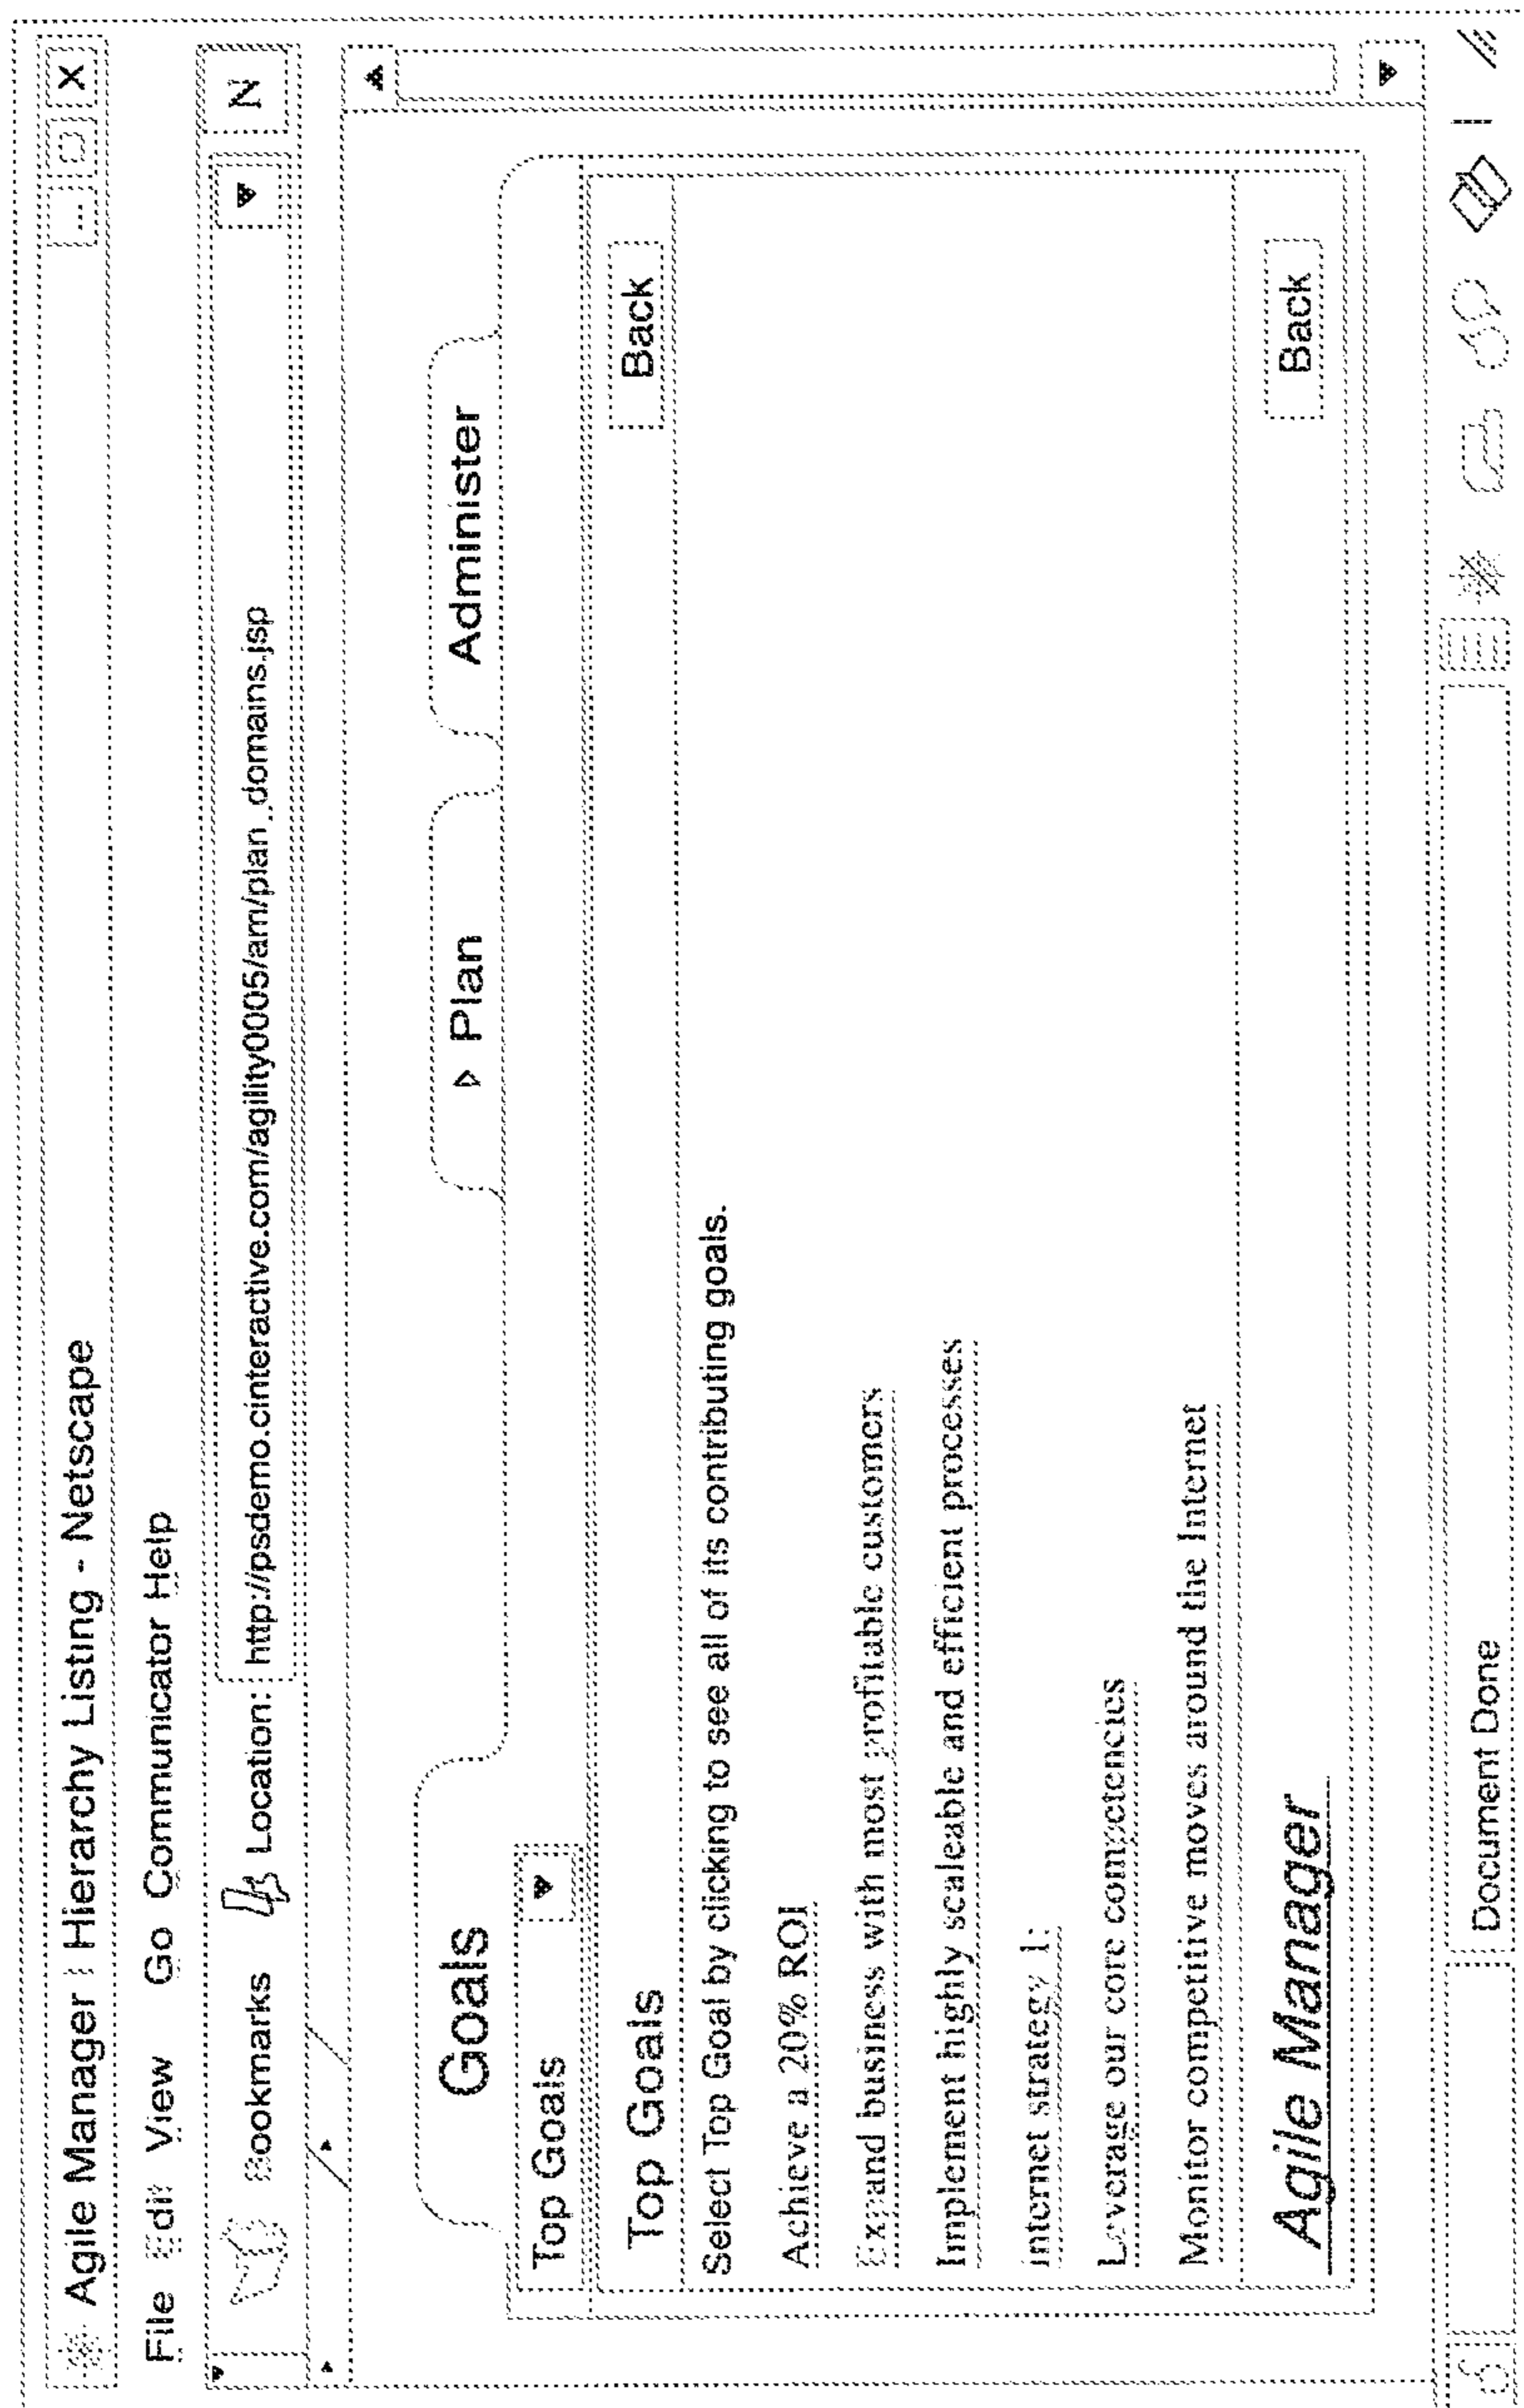 Agile Manager | Hierarchy Listing - Netscape
File Edit View Go Communicator Help
Bookmarks Location: http://psdemo.cinteractive.com/agility0005/am/plan_domains.jsp N
Goals Plan Administer
Top Goals
Top Goals Back
Select Top Goal by clicking to see all of its contributing goals.
Achieve a 20% ROI
Expand business with most profitable customers
Implement highly scaleable and efficient processes
internet strategy 1:
Leverage our core competencies
Monitor competitive moves around the Internet
Agile Manager Back
Document Done